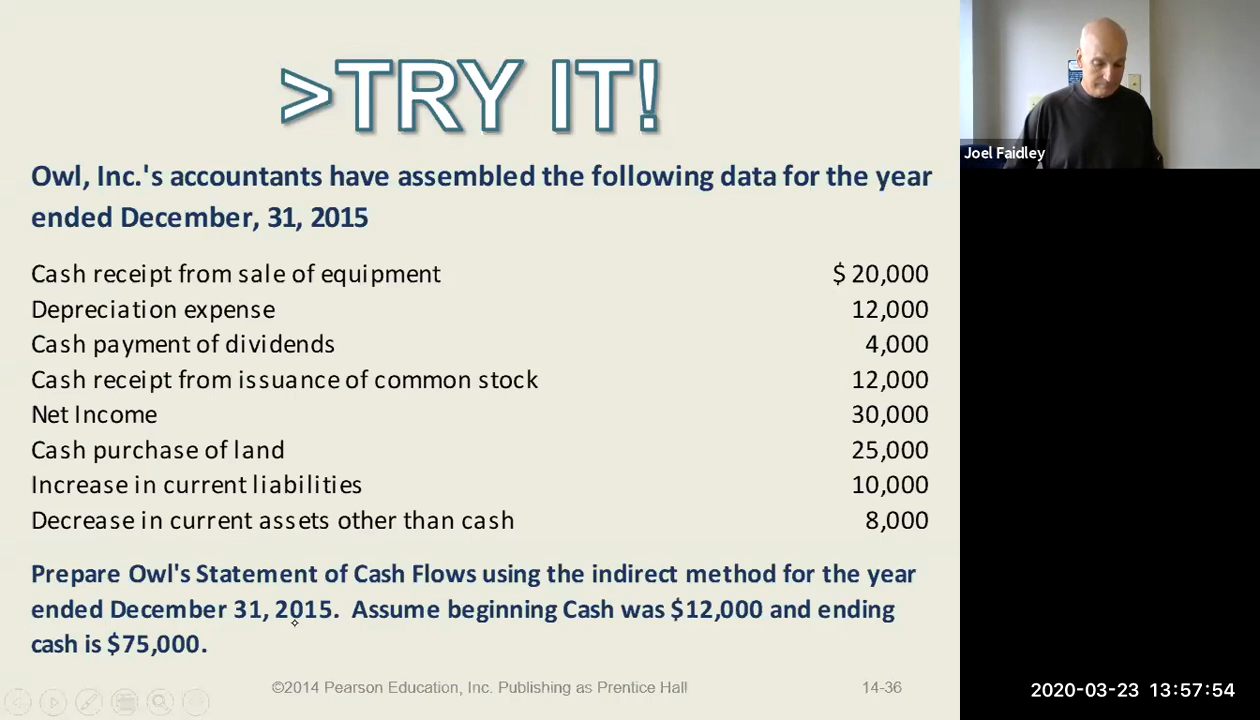 >TRY IT!
Owl, Inc.'s accountants have assembled the following data for the year
ended December, 31, 2015
Cash receipt from sale of equipment $ 20,000
Depreciation expense 12,000
Cash payment of dividends 4,000
Cash receipt from issuance of common stock 12,000
Net Income 30,000
Cash purchase of land 25,000
Increase in current liabilities 10,000
Decrease in current assets other than cash 8,000
Prepare Owl's Statement of Cash Flows using the indirect method for the year
ended December 31, 2015. Assume beginning Cash was $12,000 and ending
cash is $75,000.
©2014 Pearson Education, Inc. Publishing as Prentice Hall 14-36
Joel Faidley
2020-03-23 13:57:54